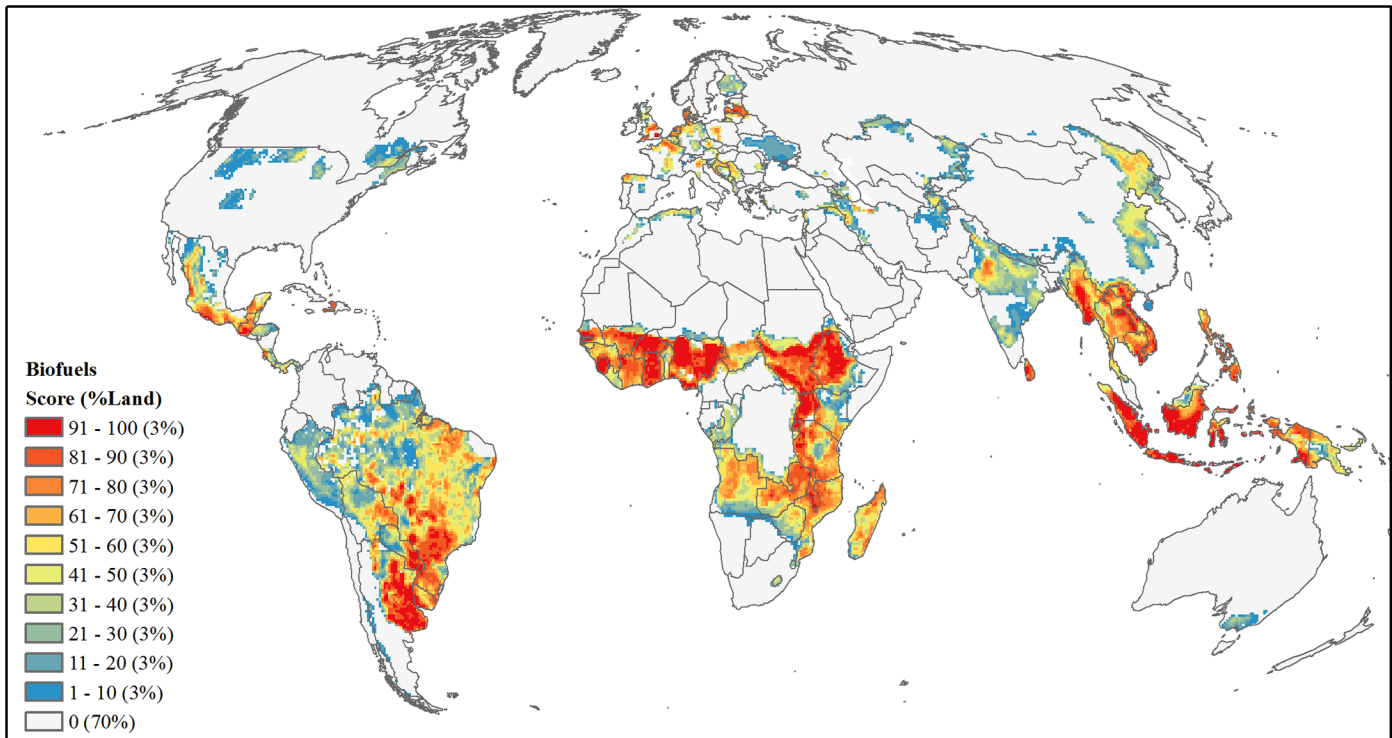 Biofuels
Score (%Land)
91 - 100 (3%)
81 - 90 (3%)
71 - 80 (3%)
61 - 70 (3%)
51 - 60 (3%)
41 - 50 (3%)
31 - 40 (3%)
21 - 30 (3%)
11 - 20 (3%)
1 - 10 (3%)
0 (70%)